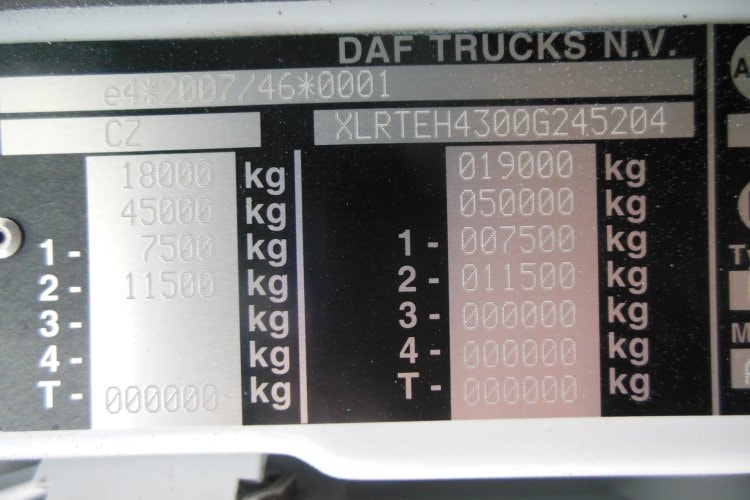 DAF TRUCKS N.V.
e4*2007/46*0001
CZ XLRTEH4300G245204
18000 kg 019000 kg
45000 kg 050000 kg
1- 7500 kg 1- 007500 kg
2- 11500 kg 2- 011500 kg
3- kg 3- 000000 kg
4- kg 4- 000000 kg
T- 000000 kg T- 000000 kg